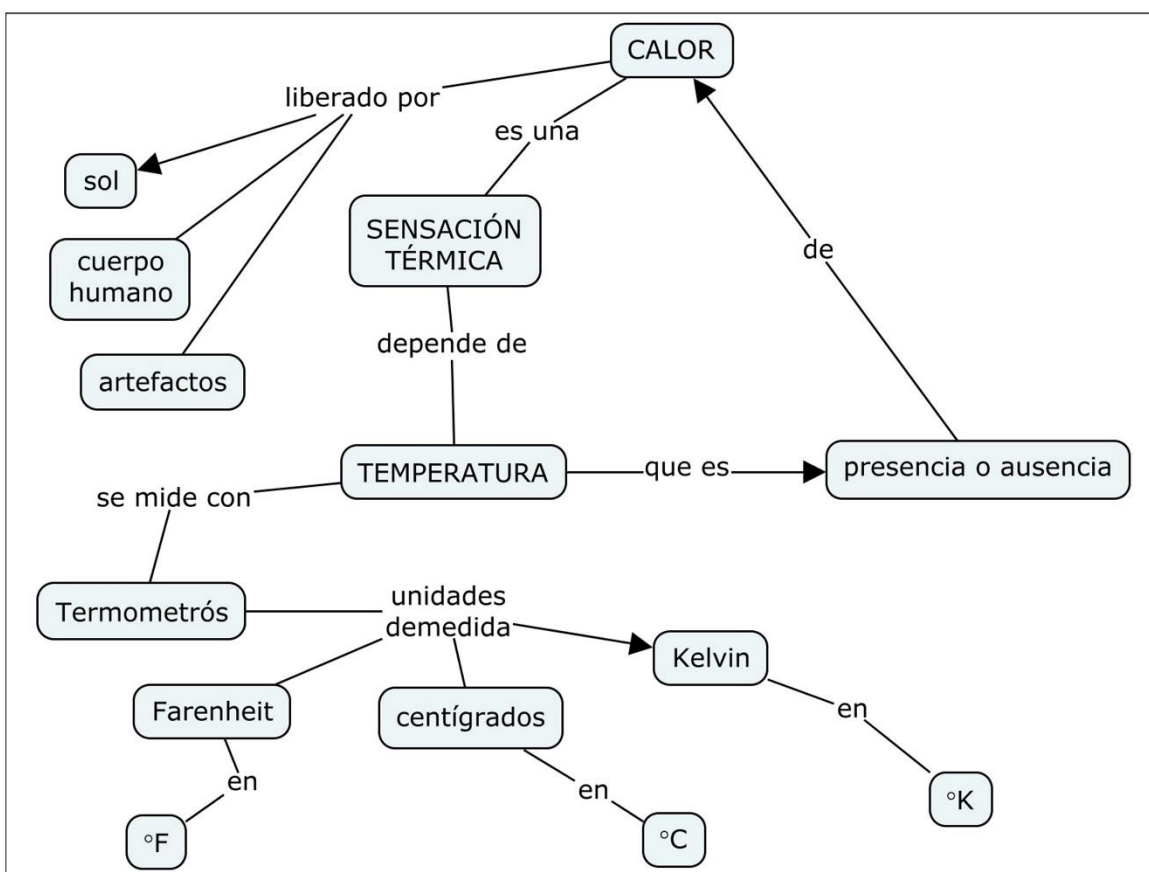 CALOR
liberado por
es una
sol
SENSACIÓN
TÉRMICA
de
cuerpo
humano
depende de
artefactos
TEMPERATURA
que es
presencia o ausencia
se mide con
Termometrós
unidades
demedida
Kelvin
Farenheit
centígrados
en
en
en
°K
°F
°C